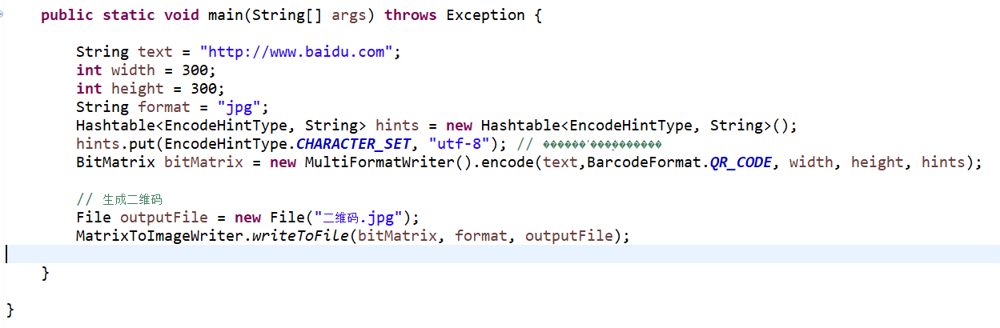 public static void main(String[] args) throws Exception {
String text = "http://www.baidu.com";
int width = 300;
int height = 300;
String format = "jpg";
Hashtable<EncodeHintType, String> hints = new Hashtable<EncodeHintType, String>();
hints.put(EncodeHintType.CHARACTER_SET, "utf-8"); //
BitMatrix bitMatrix = new MultiFormatWriter().encode(text,BarcodeFormat.QR_CODE, width, height, hints);
// 生成二维码
File outputFile = new File("二维码.jpg");
MatrixToImageWriter.writeToFile(bitMatrix, format, outputFile);
}
}